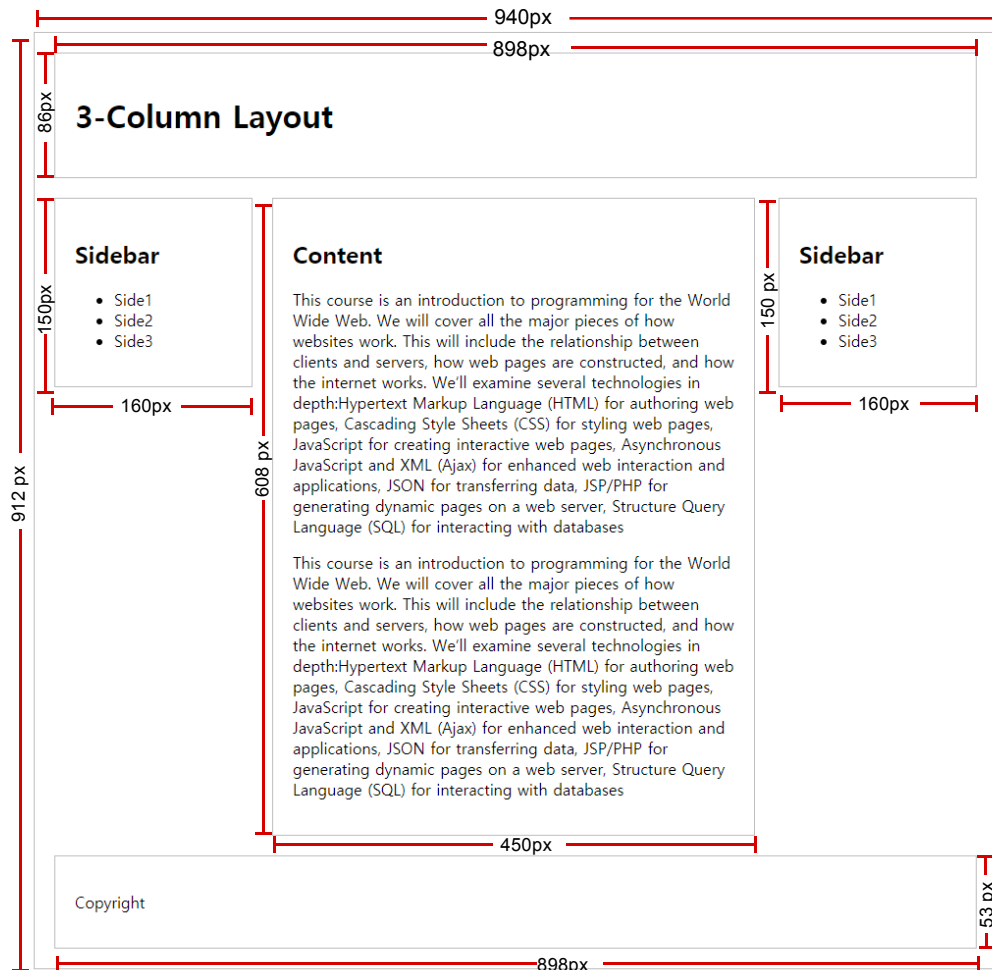 940px
898px
86px
3-Column Layout
150px
Sidebar
• Side1
• Side2
• Side3
160px
912 px
608 px
Content
This course is an introduction to programming for the World
Wide Web. We will cover all the major pieces of how
websites work. This will include the relationship between
clients and servers, how web pages are constructed, and how
the internet works. We'll examine several technologies in
depth:Hypertext Markup Language (HTML) for authoring web
pages, Cascading Style Sheets (CSS) for styling web pages,
JavaScript for creating interactive web pages, Asynchronous
JavaScript and XML (Ajax) for enhanced web interaction and
applications, JSON for transferring data, JSP/PHP for
generating dynamic pages on a web server, Structure Query
Language (SQL) for interacting with databases
This course is an introduction to programming for the World
Wide Web. We will cover all the major pieces of how
websites work. This will include the relationship between
clients and servers, how web pages are constructed, and how
the internet works. We'll examine several technologies in
depth:Hypertext Markup Language (HTML) for authoring web
pages, Cascading Style Sheets (CSS) for styling web pages,
JavaScript for creating interactive web pages, Asynchronous
JavaScript and XML (Ajax) for enhanced web interaction and
applications, JSON for transferring data, JSP/PHP for
generating dynamic pages on a web server, Structure Query
Language (SQL) for interacting with databases
450px
150 px
Sidebar
• Side1
• Side2
• Side3
160px
Copyright
53 px
898px